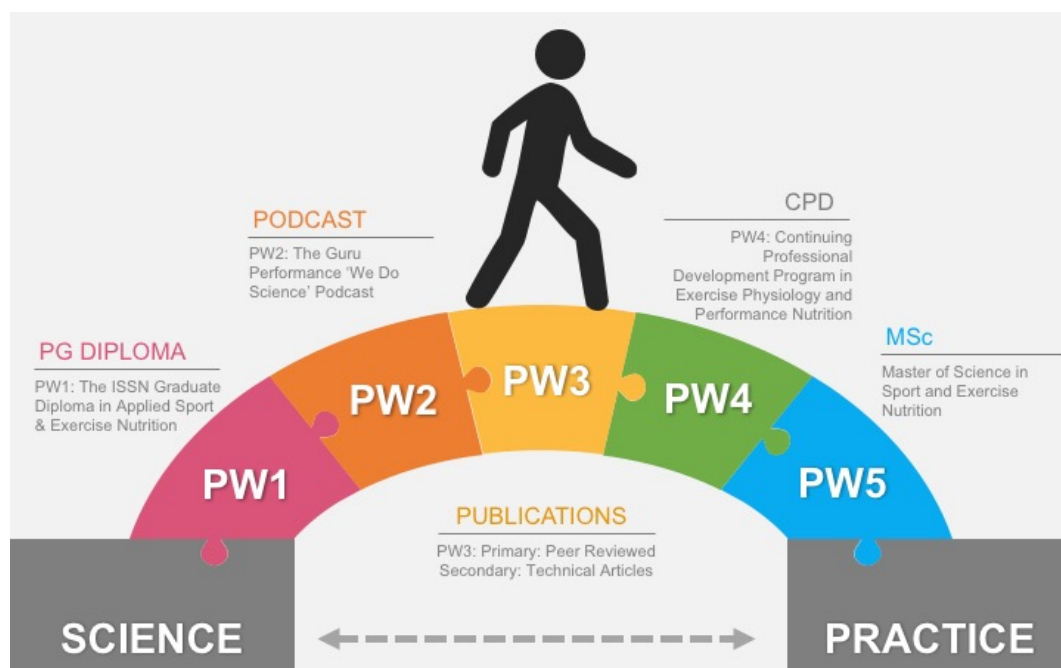 PODCAST
PW2: The Guru
Performance ‘We Do
Science’ Podcast
CPD
PW4: Continuing
Professional
Development Program in
Exercise Physiology and
Performance Nutrition
PG DIPLOMA
PW1: The ISSN Graduate
Diploma in Applied Sport
& Exercise Nutrition
MSc
Master of Science in
Sport and Exercise
Nutrition
PW1
PW2
PW3
PW4
PW5
PUBLICATIONS
PW3: Primary: Peer Reviewed
Secondary: Technical Articles
SCIENCE
PRACTICE